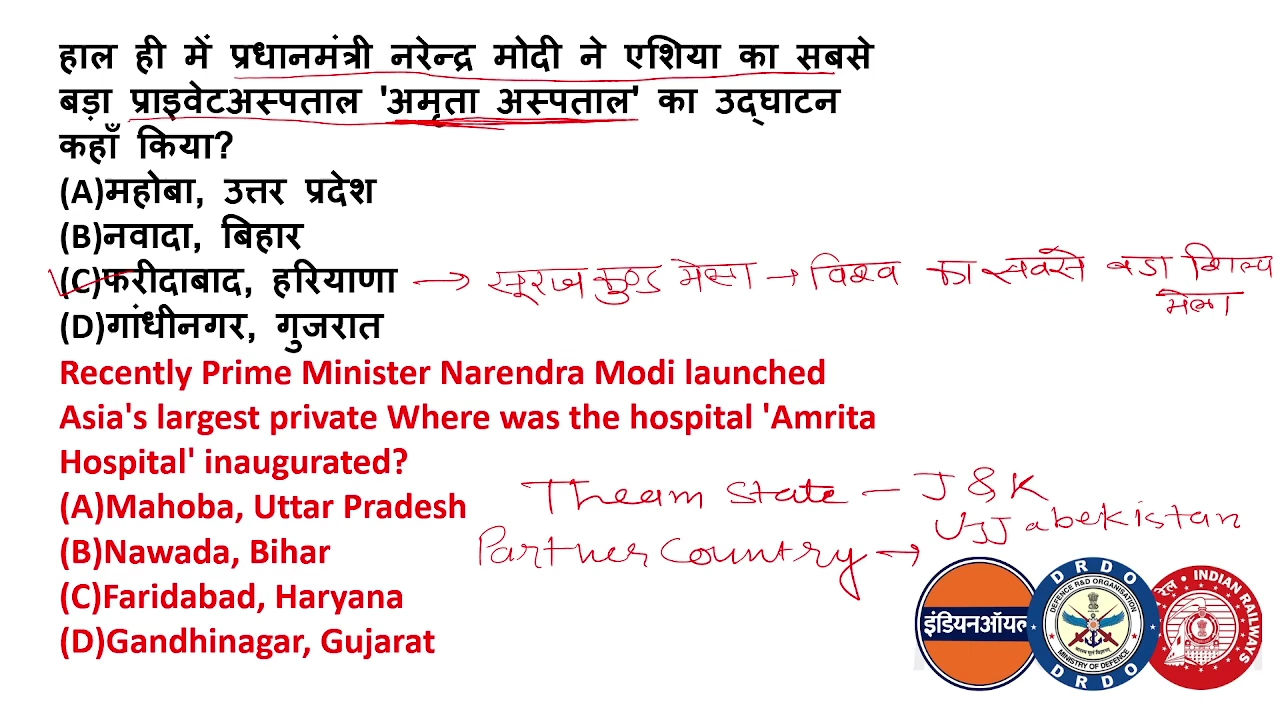 हाल ही में प्रधानमंत्री नरेन्द्र मोदी ने एशिया का सबसे
बड़ा प्राइवेटअस्पताल 'अमृता अस्पताल' का उद्घाटन
कहाँ किया?
(A)महोबा, उत्तर प्रदेश
(B)नवादा, बिहार
(C)फरीदाबाद, हरियाणा → सूरज कुण्ड मेला → विश्व का सबसे बडा शिल्प
मेला
(D)गांधीनगर, गुजरात
Recently Prime Minister Narendra Modi launched
Asia's largest private Where was the hospital 'Amrita
Hospital' inaugurated?
(A)Mahoba, Uttar Pradesh
(B)Nawada, Bihar
(C)Faridabad, Haryana
(D)Gandhinagar, Gujarat
Theam State — J & K
Partner Country → Ujjabekistan
इंडियनऑयल
DRDO
DEFENCE R&D ORGANISATION
MINISTRY OF DEFENCE
DRDO
रेल • INDIAN RAILWAYS